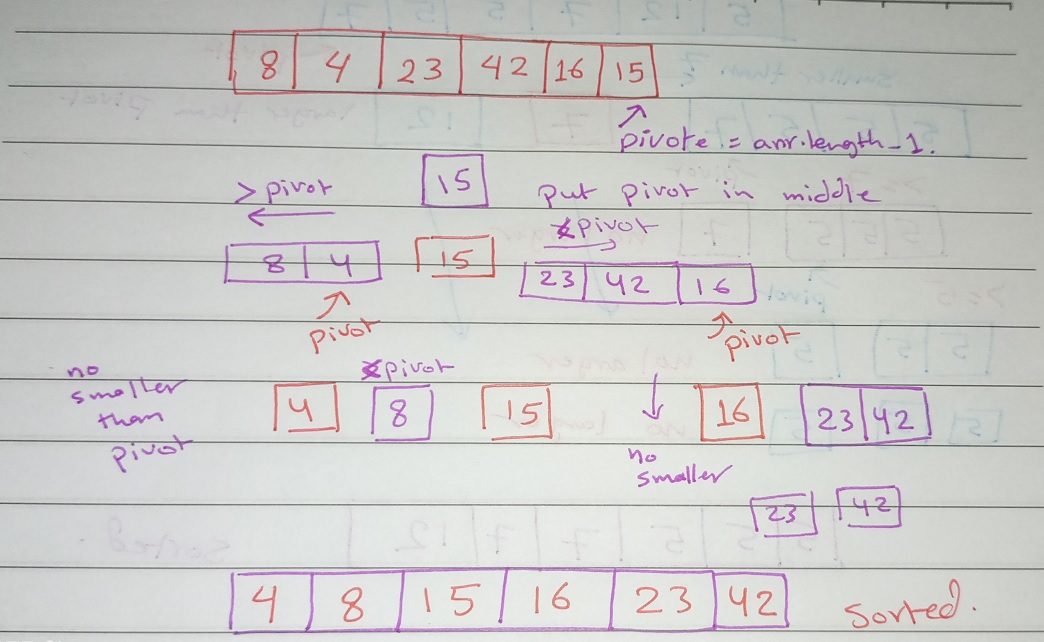 8 4 23 42 16 15
pivote = arr.length-1.
> pivot 15 put pivot in middle
pivot
8 4 15 23 42 16
pivot pivot
pivot
no smaller than pivot
4 8 15 16 23 42
no smaller
23 42
4 8 15 16 23 42 Sorted.